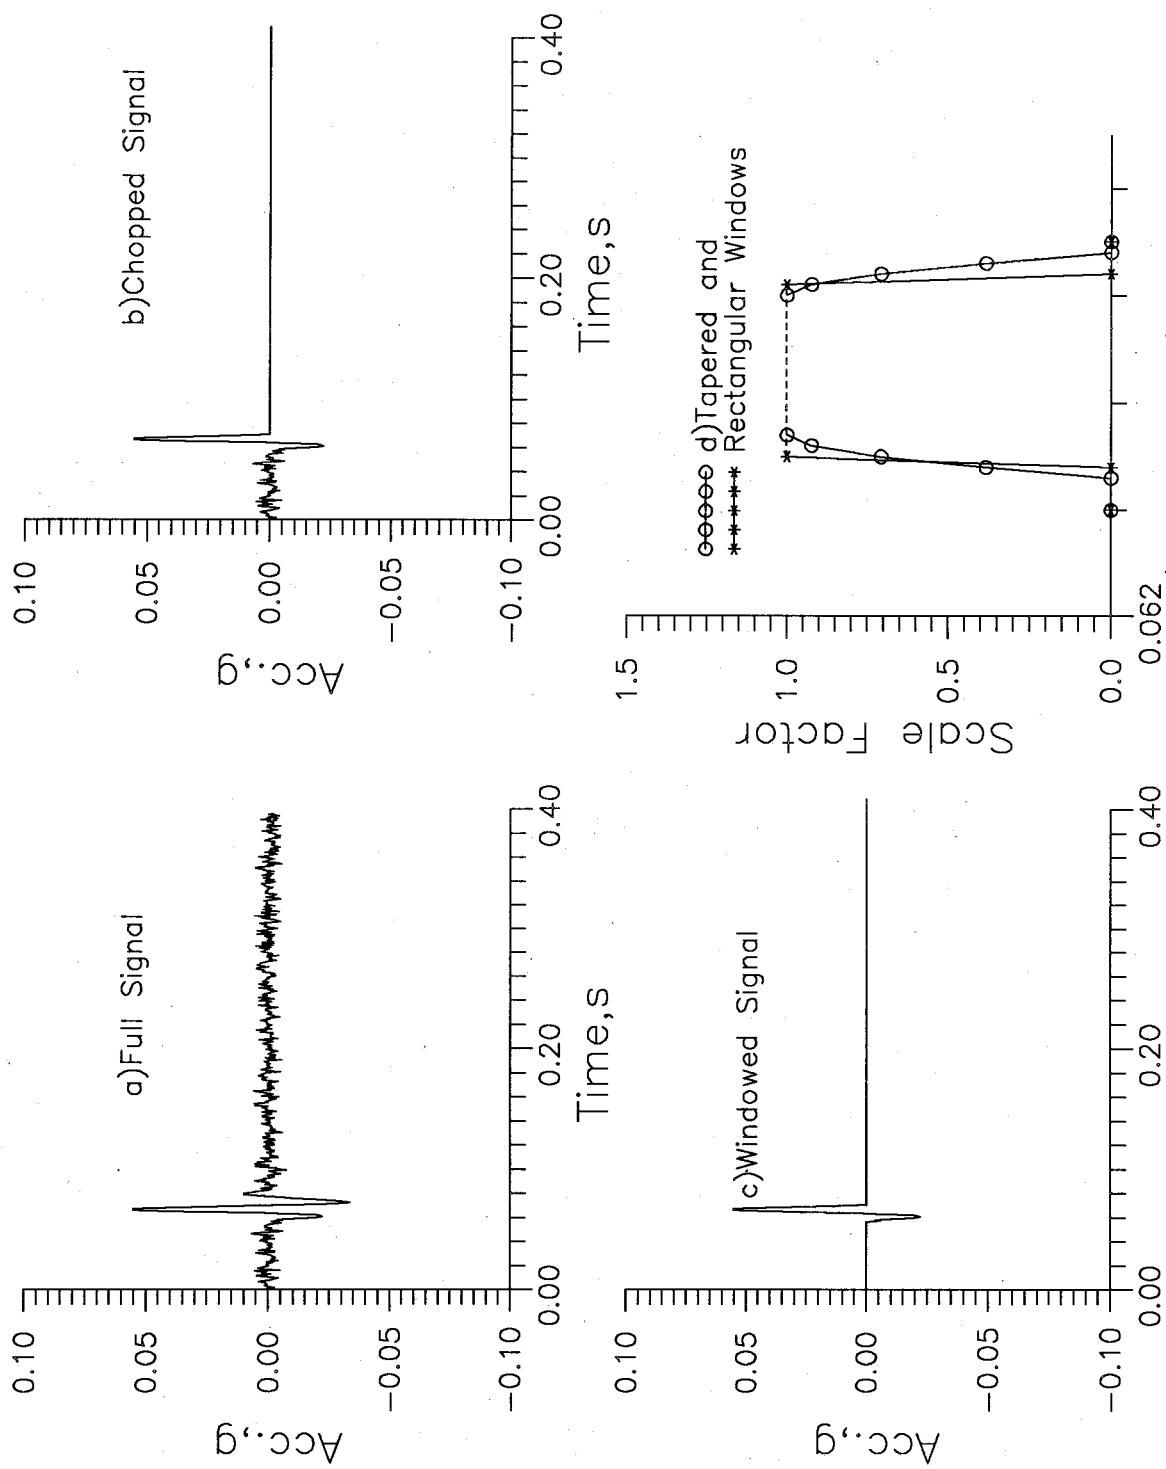 a)Full Signal
Acc.,g
0.10
0.05
0.00
−0.05
−0.10
0.00
0.20
0.40
Time,s
b)Chopped Signal
Acc.,g
0.10
0.05
0.00
−0.05
−0.10
0.00
0.20
0.40
Time,s
c)Windowed Signal
Acc.,g
0.10
0.05
0.00
−0.05
−0.10
0.00
0.20
0.40
d)Tapered and
Rectangular Windows
Scale Factor
1.5
1.0
0.5
0.0
0.062